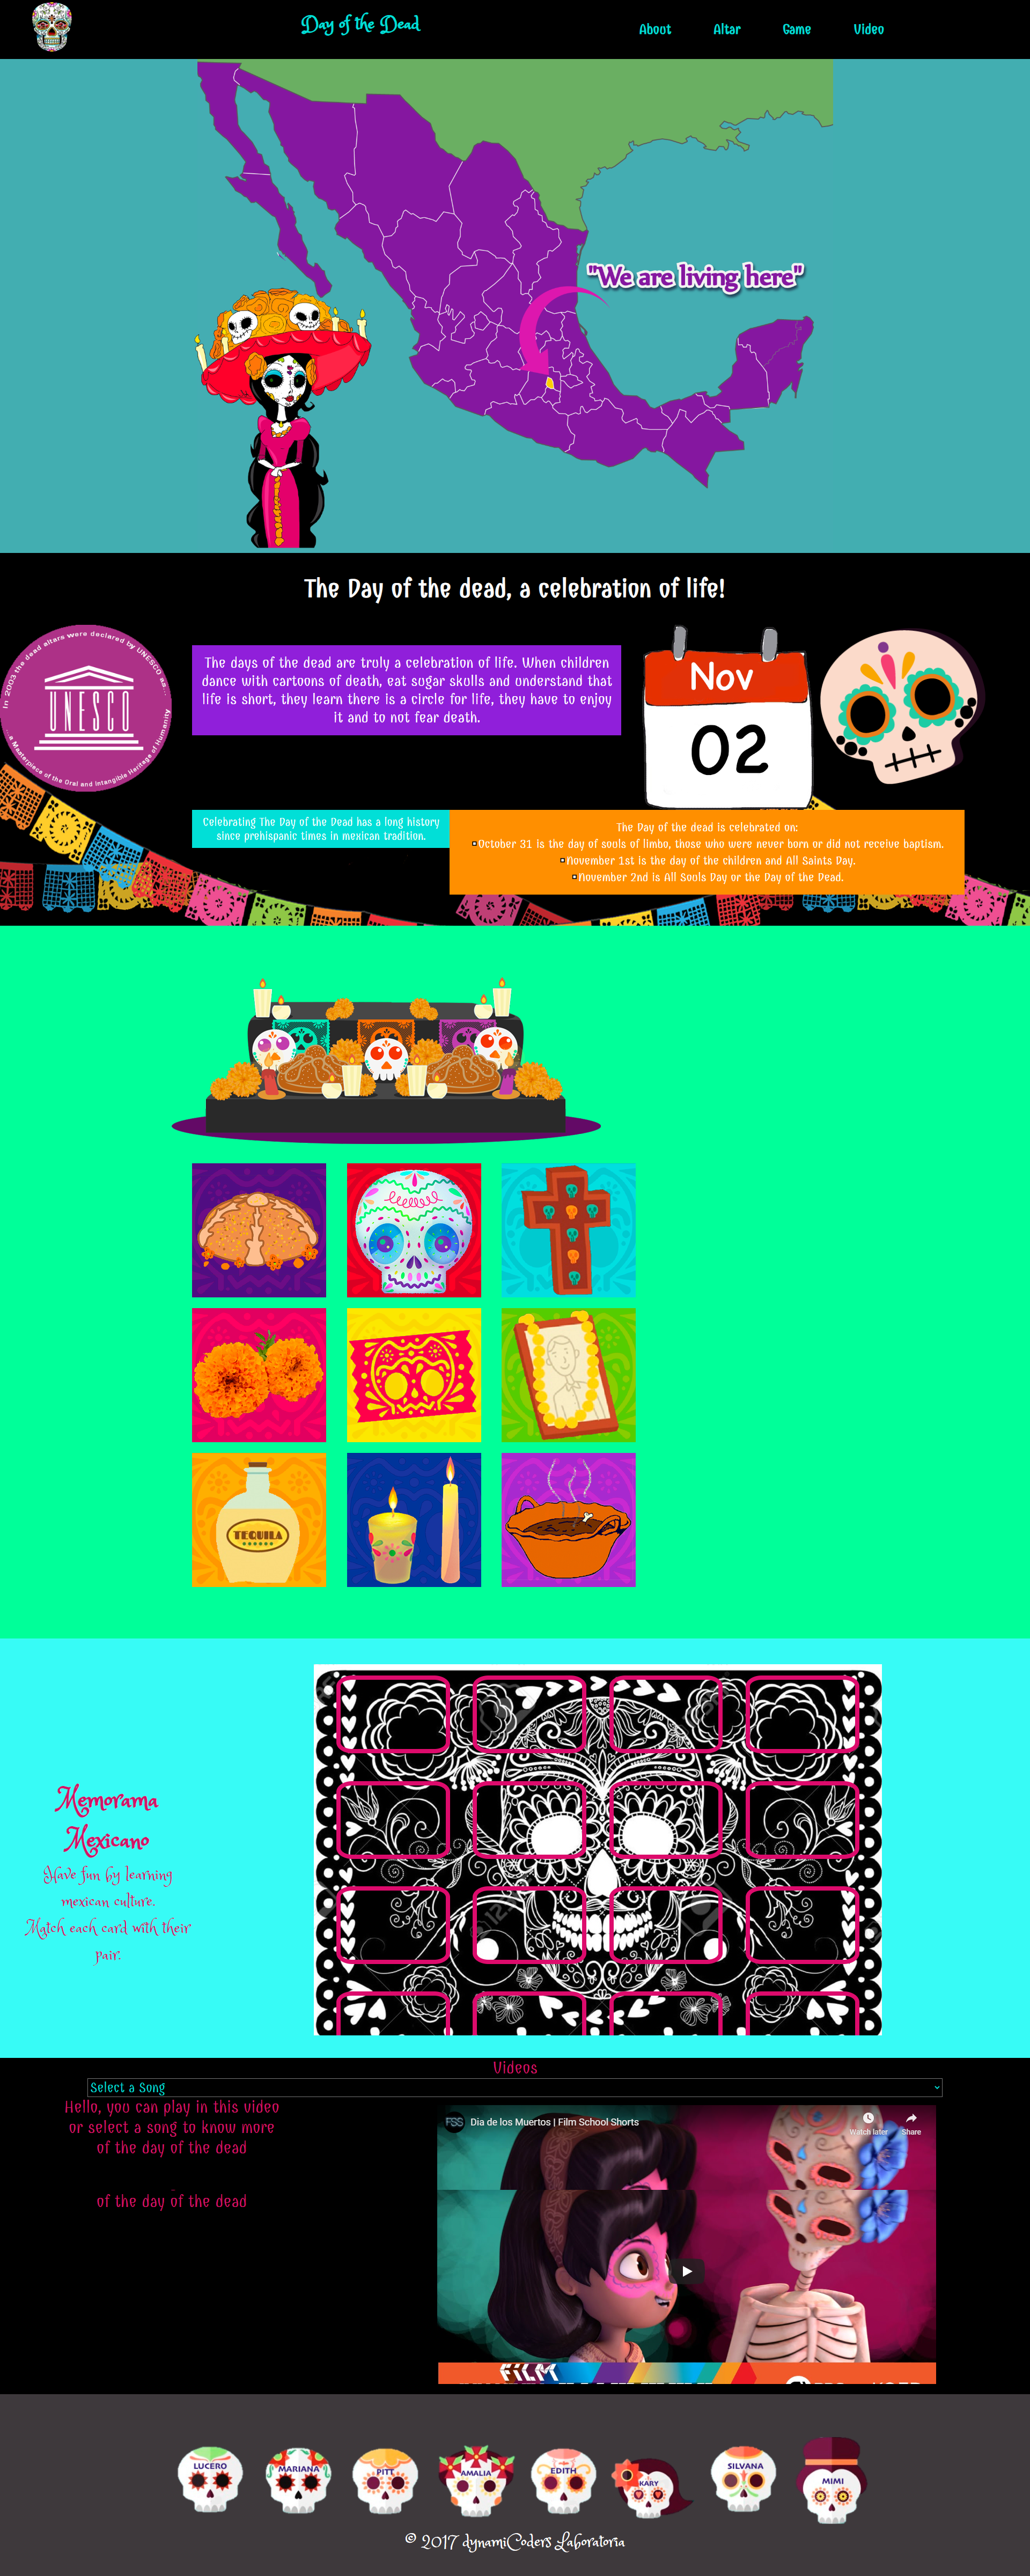 Day of the Dead
About
Altar
Game
Video
"We are living here"
The Day of the dead, a celebration of life!
In 2003 the dead altars were declared by UNESCO as...
UNESCO
...a Masterpiece of the Oral and Intangible Heritage of Humanity
The days of the dead are truly a celebration of life. When children
dance with cartoons of death, eat sugar skulls and understand that
life is short, they learn there is a circle for life, they have to enjoy
it and to not fear death.
Nov
02
Celebrating The Day of the Dead has a long history
since prehispanic times in mexican tradition.
The Day of the dead is celebrated on:
October 31 is the day of souls of limbo, those who were never born or did not receive baptism.
November 1st is the day of the children and All Saints Day.
November 2nd is All Souls Day or the Day of the Dead.
TEQUILA
Memorama
Mexicano
Have fun by learning
mexican culture.
Match each card with their
pair.
Videos
Select a Song
Hello, you can play in this video
or select a song to know more
of the day of the dead
of the day of the dead
FSS
Dia de los Muertos | Film School Shorts
Watch later
Share
FILM
LUCERO
MARIANA
PITT
AMALIA
EDITH
KARY
SILVANA
MIMI
© 2017 dynamiCoders Laboratoria